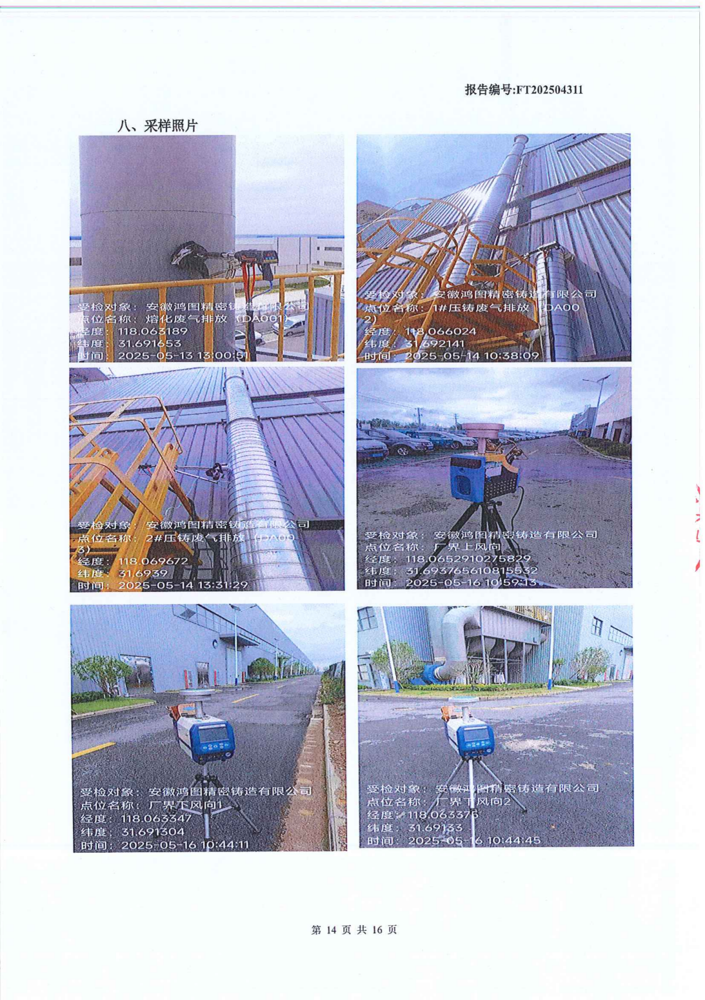 报告编号:FT202504311
八、采样照片
受检对象：安徽鸿图精密铸造有限公司
点位名称：熔化废气排放（DA001）
经度：118.063189
纬度：31.691653
时间：2025-05-13 13:00:51
受检对象：安徽鸿图精密铸造有限公司
点位名称：1#压铸废气排放（DA00
2)
经度：118.066024
纬度：31.692141
时间：2025-05-14 10:38:09
受检对象：安徽鸿图精密铸造有限公司
点位名称：2#压铸废气排放（DA00
3)
经度：118.069672
纬度：31.6939
时间：2025-05-14 13:31:29
受检对象：安徽鸿图精密铸造有限公司
点位名称：厂界上风向
经度：118.0652910275829
纬度：31.693765610815532
时间：2025-05-16 10:59:13
受检对象：安徽鸿图精密铸造有限公司
点位名称：厂界下风向1
经度：118.063347
纬度：31.691304
时间：2025-05-16 10:44:11
受检对象：安徽鸿图精密铸造有限公司
点位名称：厂界下风向2
经度：118.063376
纬度：31.69133
时间：2025-05-16 10:44:45
第 14 页 共 16 页